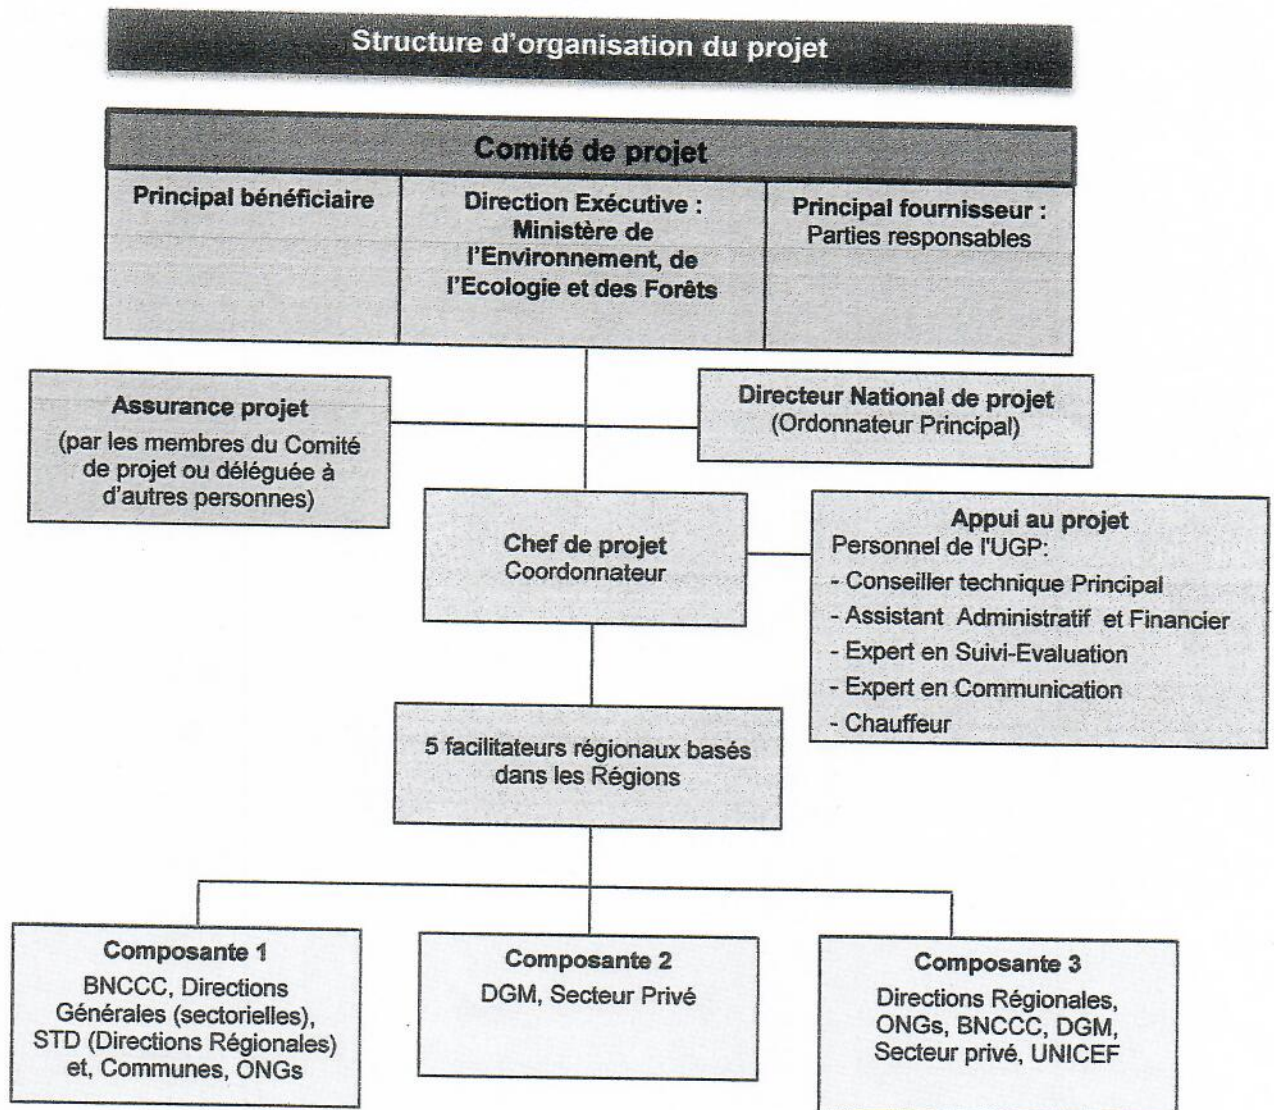 Structure d'organisation du projet
Comité de projet
Principal bénéficiaire
Direction Exécutive :
Ministère de
l'Environnement, de
l'Ecologie et des Forêts
Principal fournisseur :
Parties responsables
Assurance projet
(par les membres du Comité
de projet ou déléguée à
d'autres personnes)
Directeur National de projet
(Ordonnateur Principal)
Chef de projet
Coordonnateur
Appui au projet
Personnel de l'UGP:
- Conseiller technique Principal
- Assistant Administratif et Financier
- Expert en Suivi-Evaluation
- Expert en Communication
- Chauffeur
5 facilitateurs régionaux basés
dans les Régions
Composante 1
BNCCC, Directions
Générales (sectorielles),
STD (Directions Régionales)
et, Communes, ONGs
Composante 2
DGM, Secteur Privé
Composante 3
Directions Régionales,
ONGs, BNCCC, DGM,
Secteur privé, UNICEF